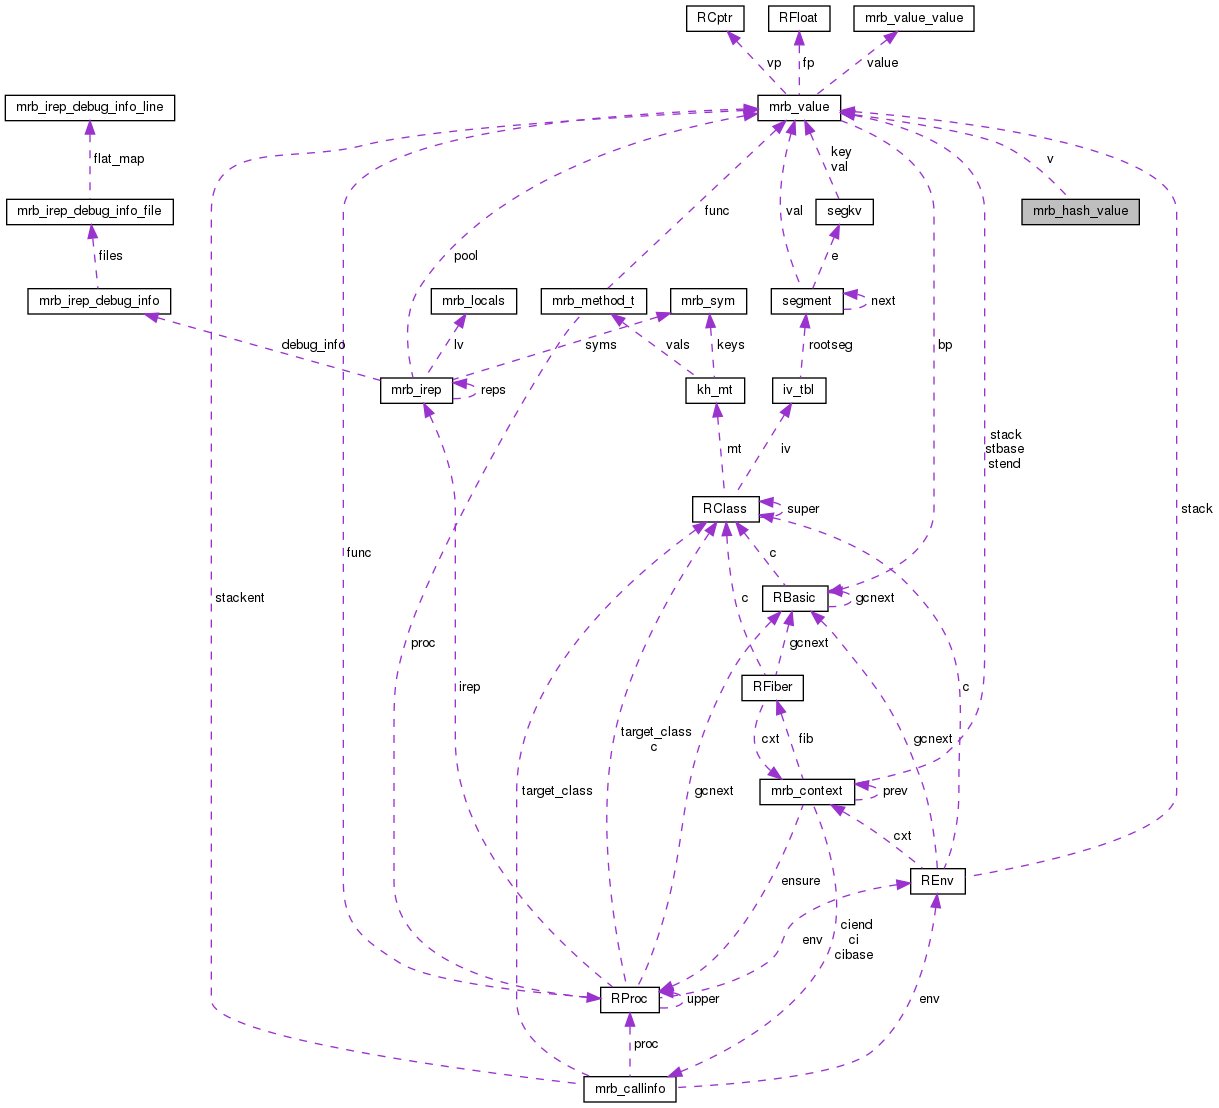 RCptr
RFloat
mrb_value_value
vp
fp
value
mrb_irep_debug_info_line
mrb_value
flat_map
key
val
v
mrb_irep_debug_info_file
func
val
segkv
mrb_hash_value
files
pool
e
mrb_irep_debug_info
mrb_locals
mrb_method_t
mrb_sym
segment
next
debug_info
lv
syms
vals
keys
rootseg
bp
mrb_irep
reps
kh_mt
iv_tbl
mt
iv
stack
stbase
stend
RClass
super
stack
func
c
stackent
RBasic
gcnext
c
proc
gcnext
irep
RFiber
c
target_class
c
cxt
fib
gcnext
target_class
gcnext
mrb_context
prev
cxt
ensure
REnv
env
ciend
ci
cibase
RProc
upper
env
proc
mrb_callinfo